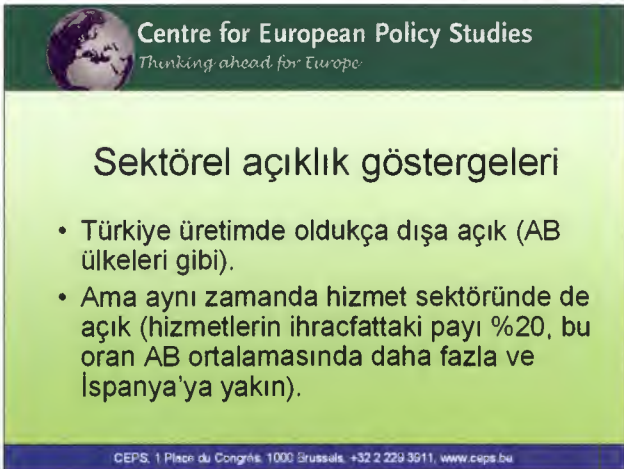 Centre for European Policy Studies
Thinking ahead for Europe
Sektörel açıklık göstergeleri
• Türkiye üretimde oldukça dışa açık (AB
ülkeleri gibi).
• Ama aynı zamanda hizmet sektöründe de
açık (hizmetlerin ihracfattaki payı %20, bu
oran AB ortalamasında daha fazla ve
İspanya'ya yakın).
CEPS, 1 Place du Congrès, 1000 Brussels, +32 2 229 3911, www.ceps.be